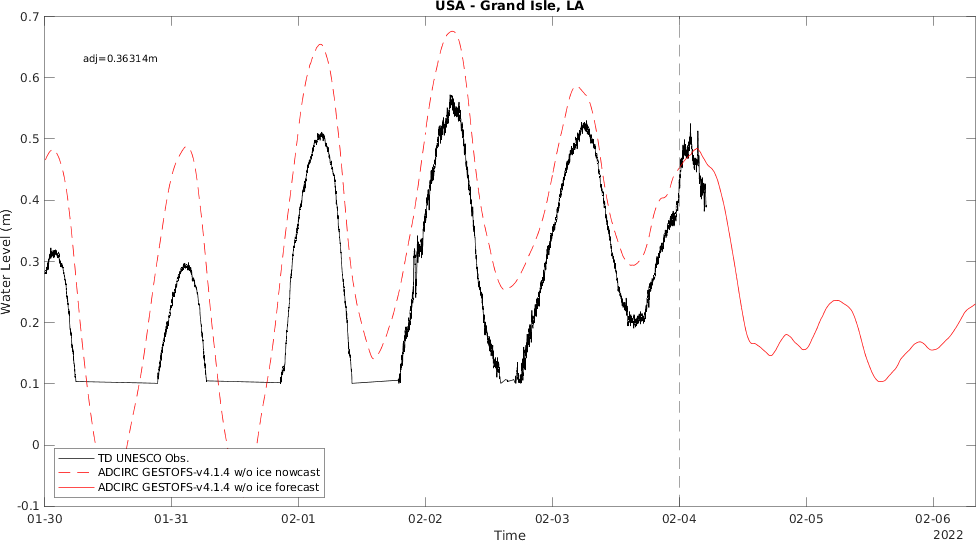 USA - Grand Isle, LA
0.7
adj=0.36314m
0.6
0.5
0.4
0.3
0.2
0.1
0
-0.1
Water Level (m)
TD UNESCO Obs.
ADCIRC GESTOFS-v4.1.4 w/o ice nowcast
ADCIRC GESTOFS-v4.1.4 w/o ice forecast
01-30 01-31 02-01 02-02 02-03 02-04 02-05 02-06
Time
2022